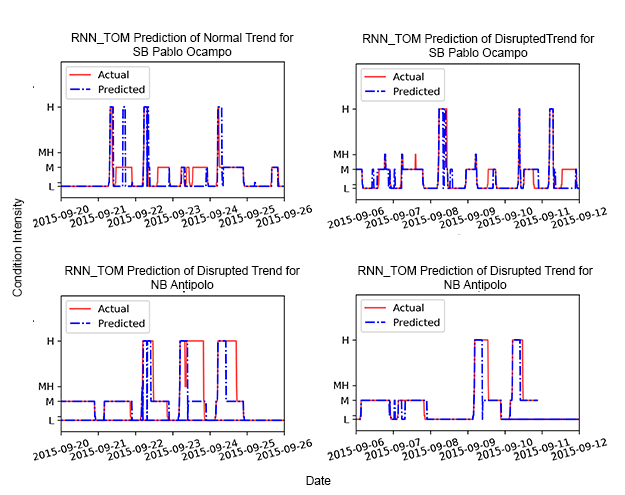 RNN_TOM Prediction of Normal Trend for
SB Pablo Ocampo
Actual
Predicted
H
MH
M
L
2015-09-20
2015-09-21
2015-09-22
2015-09-23
2015-09-24
2015-09-25
2015-09-26
RNN_TOM Prediction of DisruptedTrend for
SB Pablo Ocampo
Actual
Predicted
H
MH
M
L
2015-09-06
2015-09-07
2015-09-08
2015-09-09
2015-09-10
2015-09-11
2015-09-12
Condition Intensity
RNN_TOM Prediction of Disrupted Trend for
NB Antipolo
Actual
Predicted
H
MH
M
L
2015-09-20
2015-09-21
2015-09-22
2015-09-23
2015-09-24
2015-09-25
2015-09-26
RNN_TOM Prediction of Disrupted Trend for
NB Antipolo
Actual
Predicted
H
MH
M
L
2015-09-06
2015-09-07
2015-09-08
2015-09-09
2015-09-10
2015-09-11
2015-09-12
Date